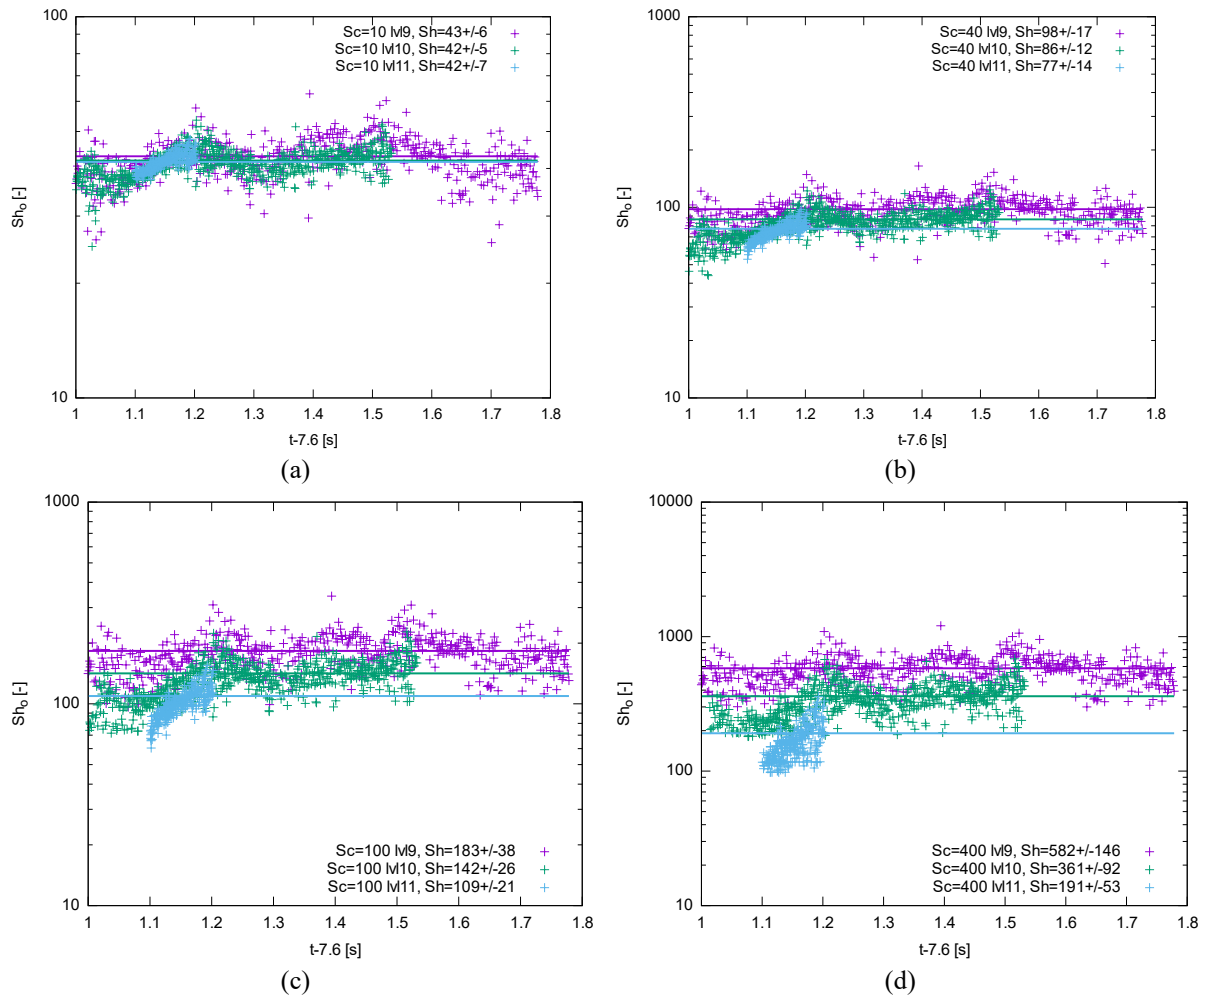 100
Sc=10 lvl9, Sh=43+/-6
Sc=10 lvl10, Sh=42+/-5
Sc=10 lvl11, Sh=42+/-7
Sho [-]
10
1 1.1 1.2 1.3 1.4 1.5 1.6 1.7 1.8
t-7.6 [s]
(a)
1000
Sc=40 lvl9, Sh=98+/-17
Sc=40 lvl10, Sh=86+/-12
Sc=40 lvl11, Sh=77+/-14
Sho [-]
100
10
1 1.1 1.2 1.3 1.4 1.5 1.6 1.7 1.8
t-7.6 [s]
(b)
1000
Sho [-]
100
Sc=100 lvl9, Sh=183+/-38
Sc=100 lvl10, Sh=142+/-26
Sc=100 lvl11, Sh=109+/-21
10
1 1.1 1.2 1.3 1.4 1.5 1.6 1.7 1.8
t-7.6 [s]
(c)
10000
1000
Sho [-]
100
Sc=400 lvl9, Sh=582+/-146
Sc=400 lvl10, Sh=361+/-92
Sc=400 lvl11, Sh=191+/-53
10
1 1.1 1.2 1.3 1.4 1.5 1.6 1.7 1.8
t-7.6 [s]
(d)